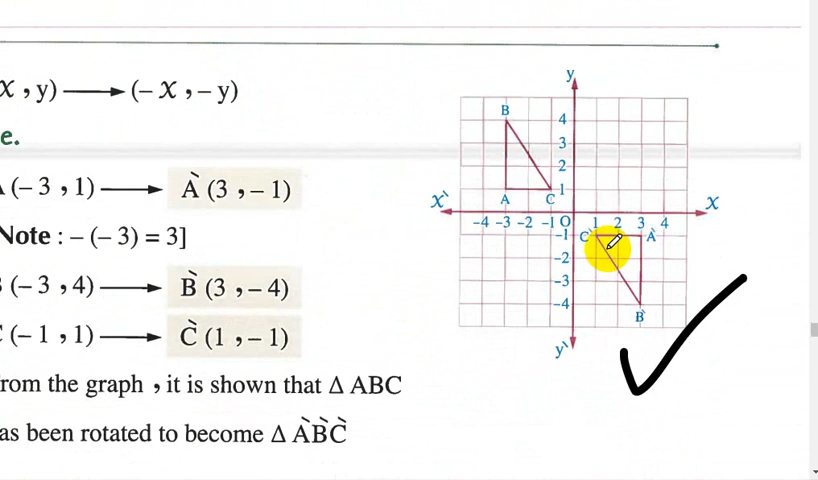 X , y) ⟶ (– X , – y)
e.
(– 3 , 1) ⟶ À (3 , – 1)
Note : – (– 3) = 3]
(– 3 , 4) ⟶ B̀ (3 , – 4)
(– 1 , 1) ⟶ C̀ (1 , – 1)
rom the graph , it is shown that Δ ABC
as been rotated to become Δ ÀB̀C̀
y
B
4
3
2
A C 1
X̀ X
–4 –3 –2 –1 O 1 2 3 4
–1 C̀ À
–2
–3
–4
B̀
ỳ